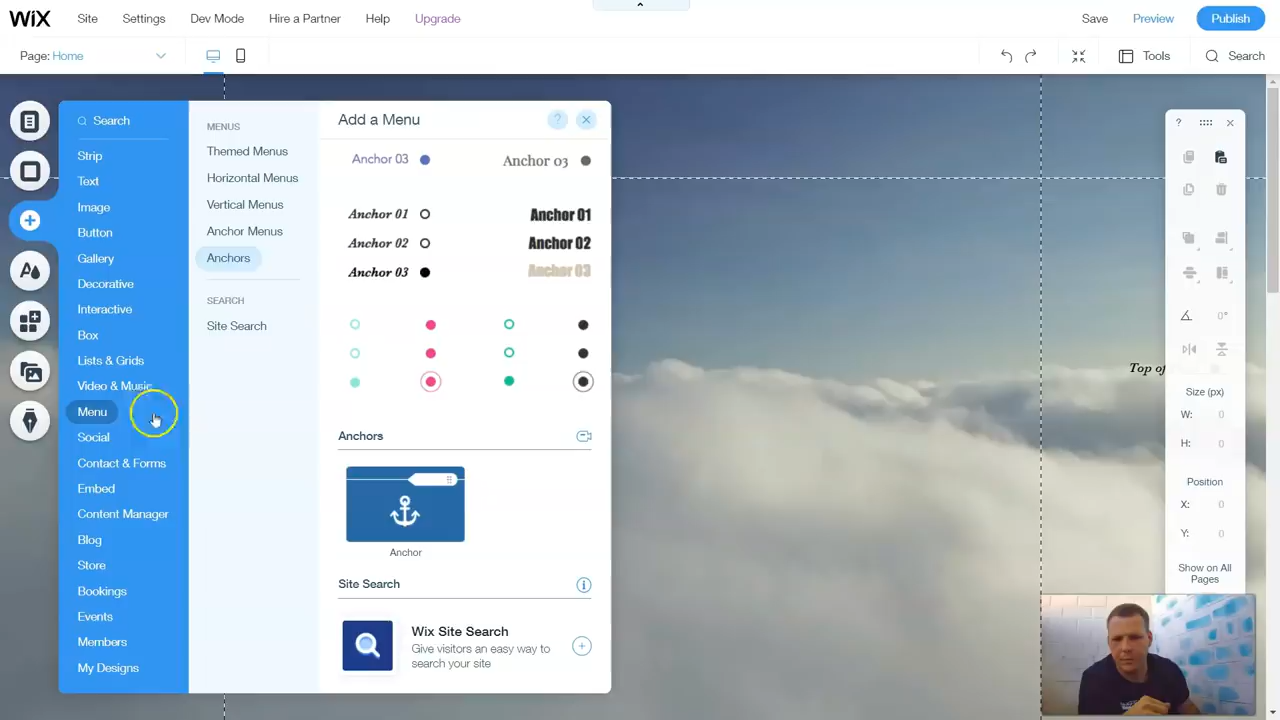 WiX
Site
Settings
Dev Mode
Hire a Partner
Help
Upgrade
Save
Preview
Publish
Page: Home
Tools
Search
Search
Strip
Text
Image
Button
Gallery
Decorative
Interactive
Box
Lists & Grids
Video & Music
Menu
Social
Contact & Forms
Embed
Content Manager
Blog
Store
Bookings
Events
Members
My Designs
MENUS
Themed Menus
Horizontal Menus
Vertical Menus
Anchor Menus
Anchors
SEARCH
Site Search
Add a Menu
?
Anchor 03
Anchor 03
Anchor 01
Anchor 01
Anchor 02
Anchor 02
Anchor 03
Anchor 03
Anchors
Anchor
Site Search
Wix Site Search
Give visitors an easy way to
search your site
Top of
?
0°
Size (px)
W: 0
H: 0
Position
X: 0
Y: 0
Show on All
Pages